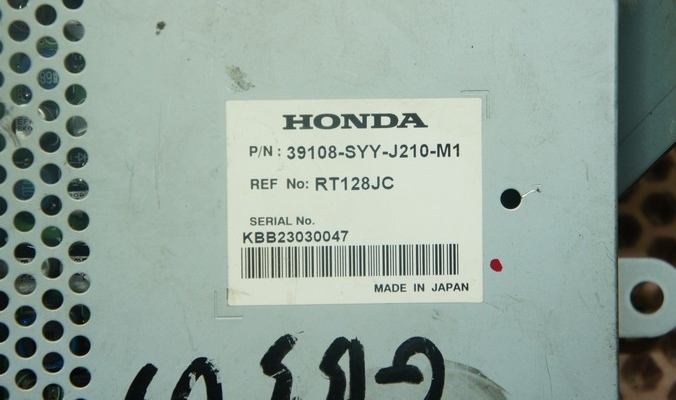 HONDA
P/N : 39108-SYY-J210-M1
REF No: RT128JC
SERIAL No.
KBB23030047
MADE IN JAPAN